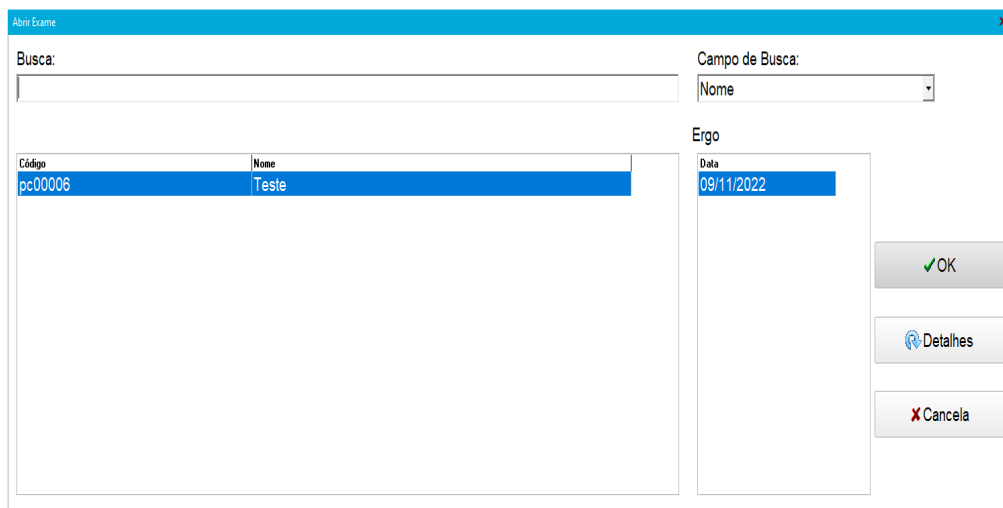 Abrir Exame
Busca:
Campo de Busca:
Nome
Ergo
Código Nome
Data
pc00006 Teste
09/11/2022
OK
Detalhes
Cancela